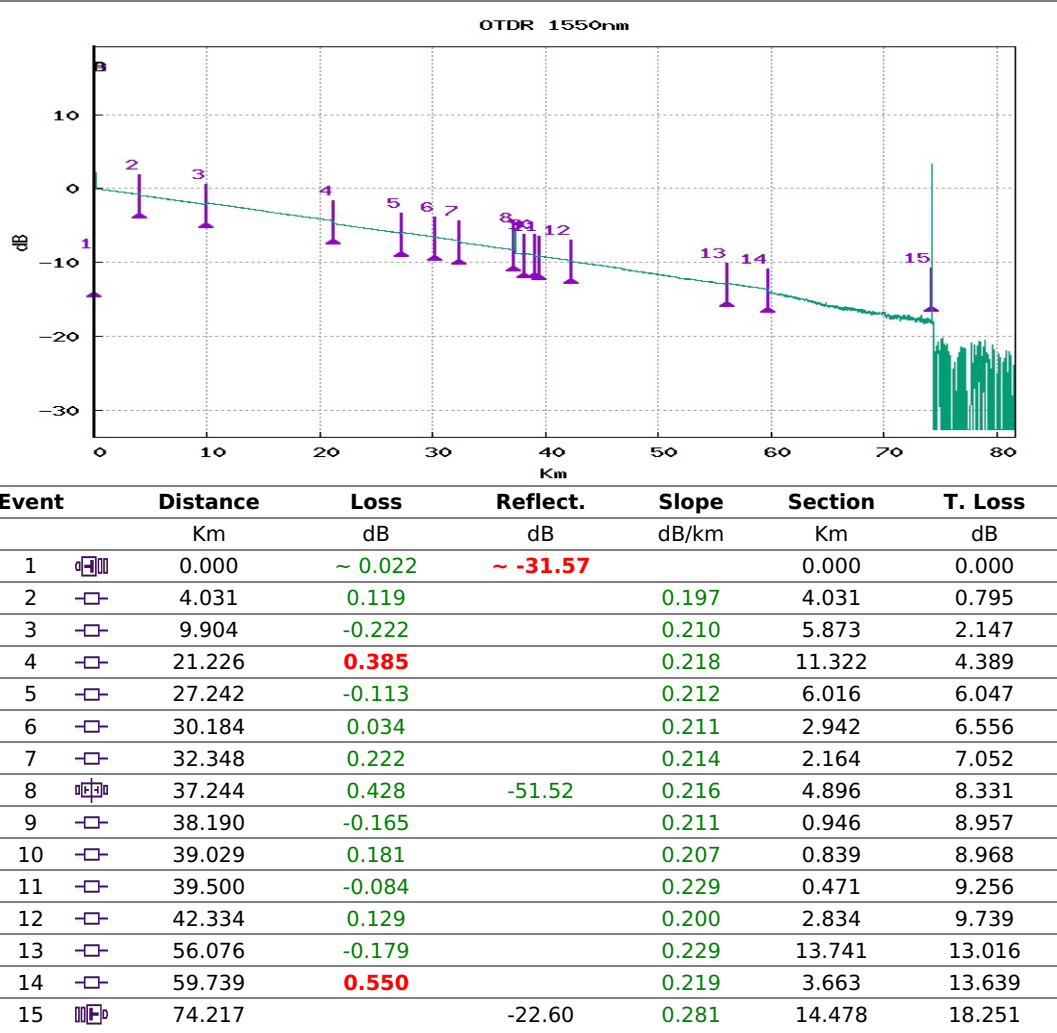 OTDR 1550nm
B
10
0
-10
-20
-30
dB
1
2
3
4
5
6
7
8
12
13
14
15
0 10 20 30 40 50 60 70 80
Km
Event Distance Loss Reflect. Slope Section T. Loss
Km dB dB dB/km Km dB
1 0.000 ~ 0.022 ~ -31.57 0.000 0.000
2 4.031 0.119 0.197 4.031 0.795
3 9.904 -0.222 0.210 5.873 2.147
4 21.226 0.385 0.218 11.322 4.389
5 27.242 -0.113 0.212 6.016 6.047
6 30.184 0.034 0.211 2.942 6.556
7 32.348 0.222 0.214 2.164 7.052
8 37.244 0.428 -51.52 0.216 4.896 8.331
9 38.190 -0.165 0.211 0.946 8.957
10 39.029 0.181 0.207 0.839 8.968
11 39.500 -0.084 0.229 0.471 9.256
12 42.334 0.129 0.200 2.834 9.739
13 56.076 -0.179 0.229 13.741 13.016
14 59.739 0.550 0.219 3.663 13.639
15 74.217 -22.60 0.281 14.478 18.251